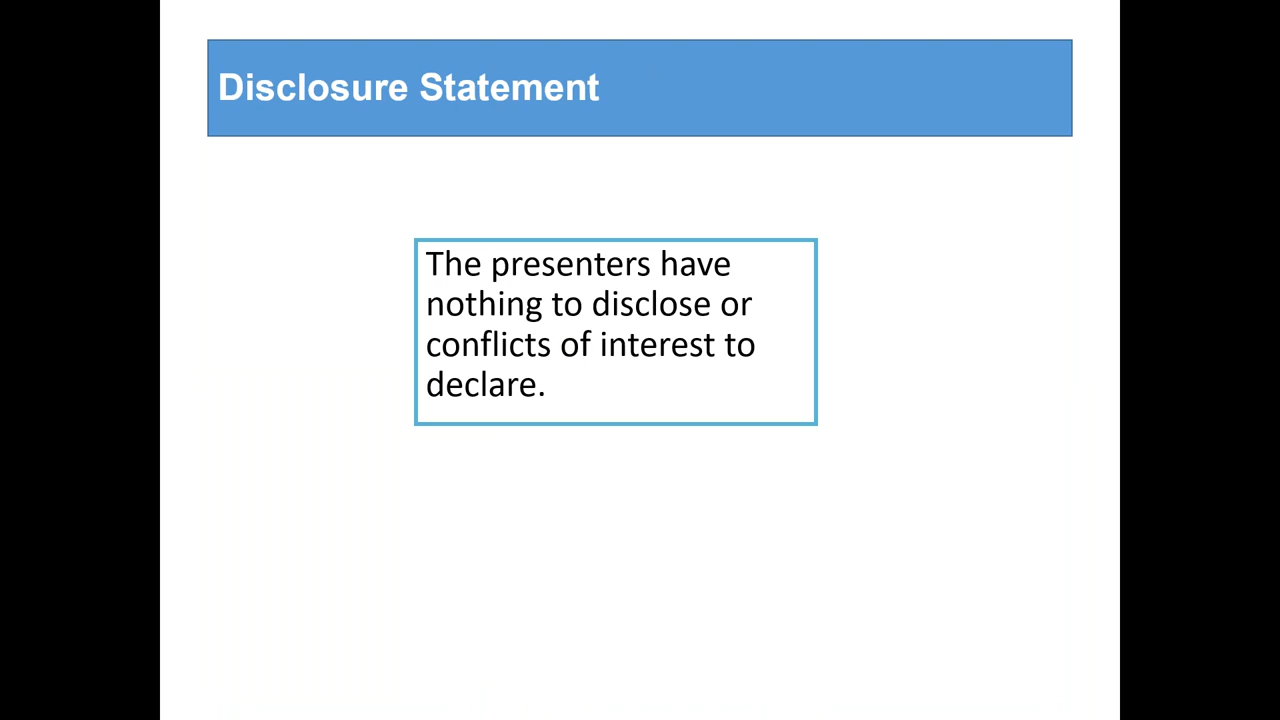 Disclosure Statement
The presenters have
nothing to disclose or
conflicts of interest to
declare.